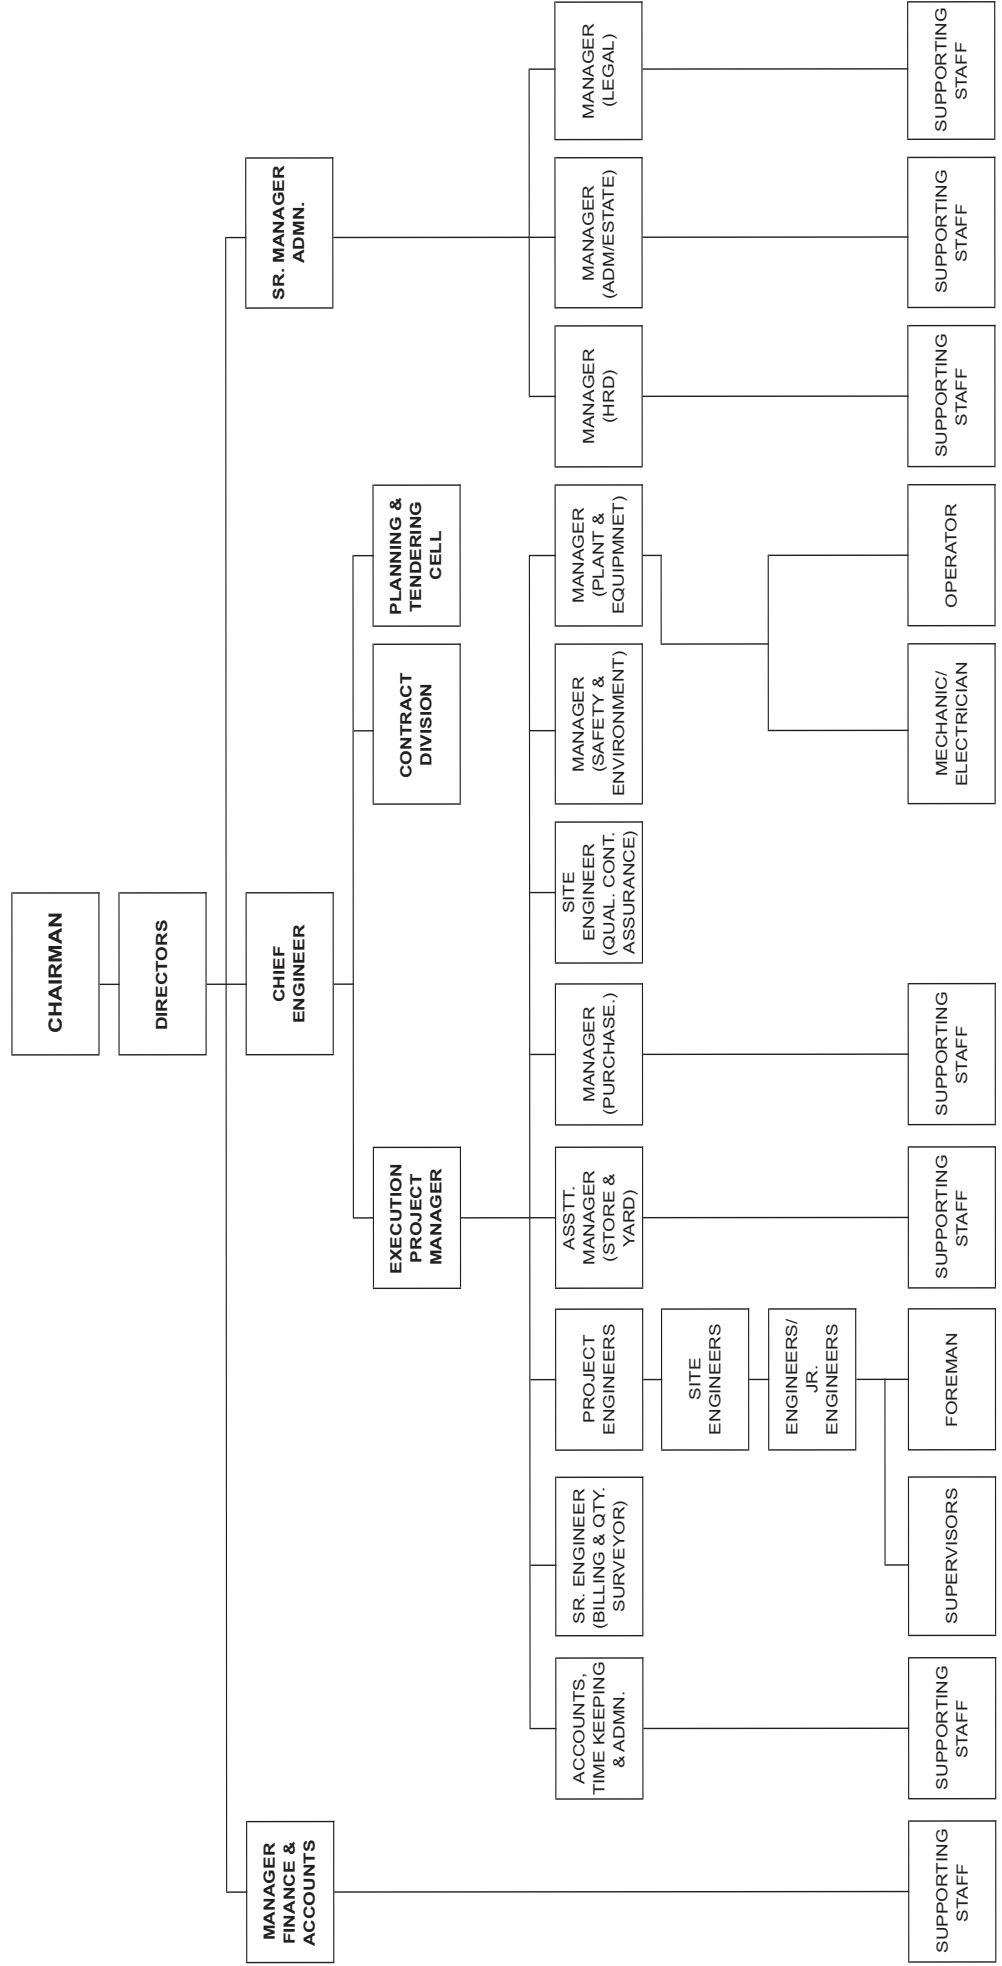 CHAIRMAN
DIRECTORS
MANAGER
FINANCE &
ACCOUNTS
CHIEF
ENGINEER
SR. MANAGER
ADMN.
EXECUTION
PROJECT
MANAGER
CONTRACT
DIVISION
PLANNING &
TENDERING
CELL
ACCOUNTS,
TIME KEEPING
& ADMN.
SR. ENGINEER
(BILLING & QTY.
SURVEYOR)
PROJECT
ENGINEERS
ASSTT.
MANAGER
(STORE &
YARD)
MANAGER
(PURCHASE.)
SITE
ENGINEER
(QUAL. CONT.
ASSURANCE)
MANAGER
(SAFETY &
ENVIRONMENT)
MANAGER
(PLANT &
EQUIPMNET)
MANAGER
(HRD)
MANAGER
(ADM/ESTATE)
MANAGER
(LEGAL)
SITE
ENGINEERS
ENGINEERS/
JR.
ENGINEERS
SUPPORTING
STAFF
SUPPORTING
STAFF
SUPERVISORS
FOREMAN
SUPPORTING
STAFF
SUPPORTING
STAFF
MECHANIC/
ELECTRICIAN
OPERATOR
SUPPORTING
STAFF
SUPPORTING
STAFF
SUPPORTING
STAFF